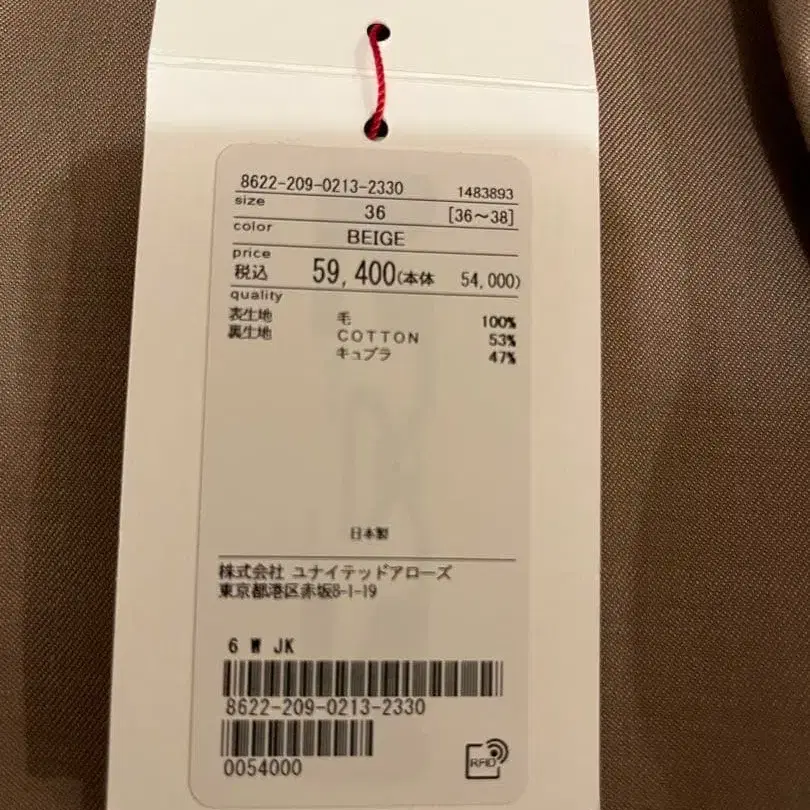 8622-209-0213-2330 1483893
size 36 [36~38]
color BEIGE
price
税込 59,400(本体 54,000)
quality
表生地 毛 100%
裏生地 COTTON 53%
キュプラ 47%
日本製
株式会社 ユナイテッドアローズ
東京都港区赤坂8-1-19
6 W JK
8622-209-0213-2330
0054000
RFID